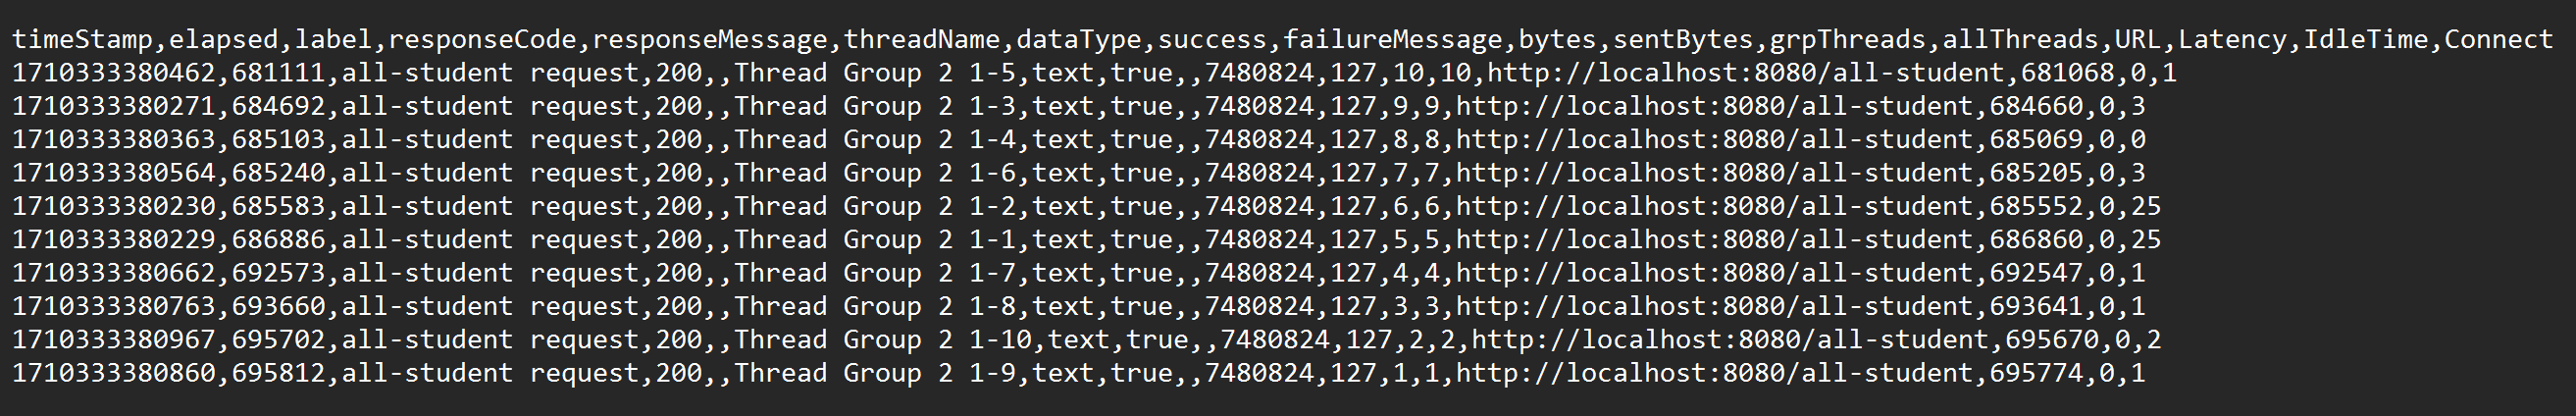 timeStamp,elapsed,label,responseCode,responseMessage,threadName,dataType,success,failureMessage,bytes,sentBytes,grpThreads,allThreads,URL,Latency,IdleTime,Connect
1710333380462,681111,all-student request,200,,Thread Group 2 1-5,text,true,,7480824,127,10,10,http://localhost:8080/all-student,681068,0,1
1710333380271,684692,all-student request,200,,Thread Group 2 1-3,text,true,,7480824,127,9,9,http://localhost:8080/all-student,684660,0,3
1710333380363,685103,all-student request,200,,Thread Group 2 1-4,text,true,,7480824,127,8,8,http://localhost:8080/all-student,685069,0,0
1710333380564,685240,all-student request,200,,Thread Group 2 1-6,text,true,,7480824,127,7,7,http://localhost:8080/all-student,685205,0,3
1710333380230,685583,all-student request,200,,Thread Group 2 1-2,text,true,,7480824,127,6,6,http://localhost:8080/all-student,685552,0,25
1710333380229,686886,all-student request,200,,Thread Group 2 1-1,text,true,,7480824,127,5,5,http://localhost:8080/all-student,686860,0,25
1710333380662,692573,all-student request,200,,Thread Group 2 1-7,text,true,,7480824,127,4,4,http://localhost:8080/all-student,692547,0,1
1710333380763,693660,all-student request,200,,Thread Group 2 1-8,text,true,,7480824,127,3,3,http://localhost:8080/all-student,693641,0,1
1710333380967,695702,all-student request,200,,Thread Group 2 1-10,text,true,,7480824,127,2,2,http://localhost:8080/all-student,695670,0,2
1710333380860,695812,all-student request,200,,Thread Group 2 1-9,text,true,,7480824,127,1,1,http://localhost:8080/all-student,695774,0,1